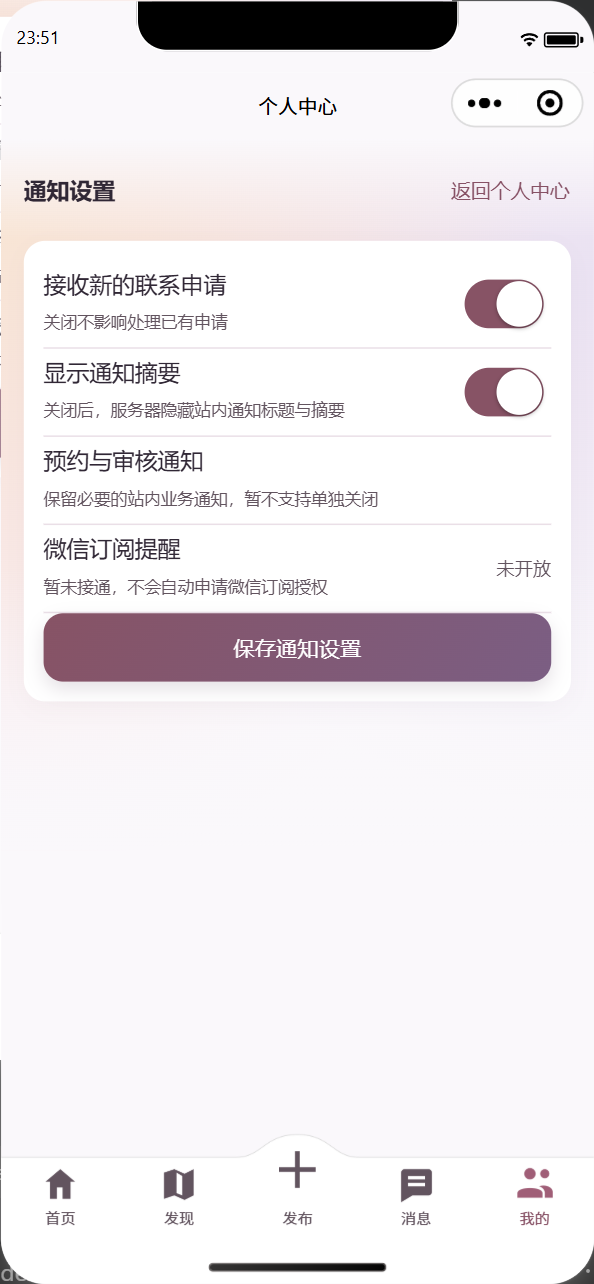 23:51
个人中心
通知设置
返回个人中心
接收新的联系申请
关闭不影响处理已有申请
显示通知摘要
关闭后，服务器隐藏站内通知标题与摘要
预约与审核通知
保留必要的站内业务通知，暂不支持单独关闭
微信订阅提醒
暂未接通，不会自动申请微信订阅授权
未开放
保存通知设置
首页
发现
发布
消息
我的